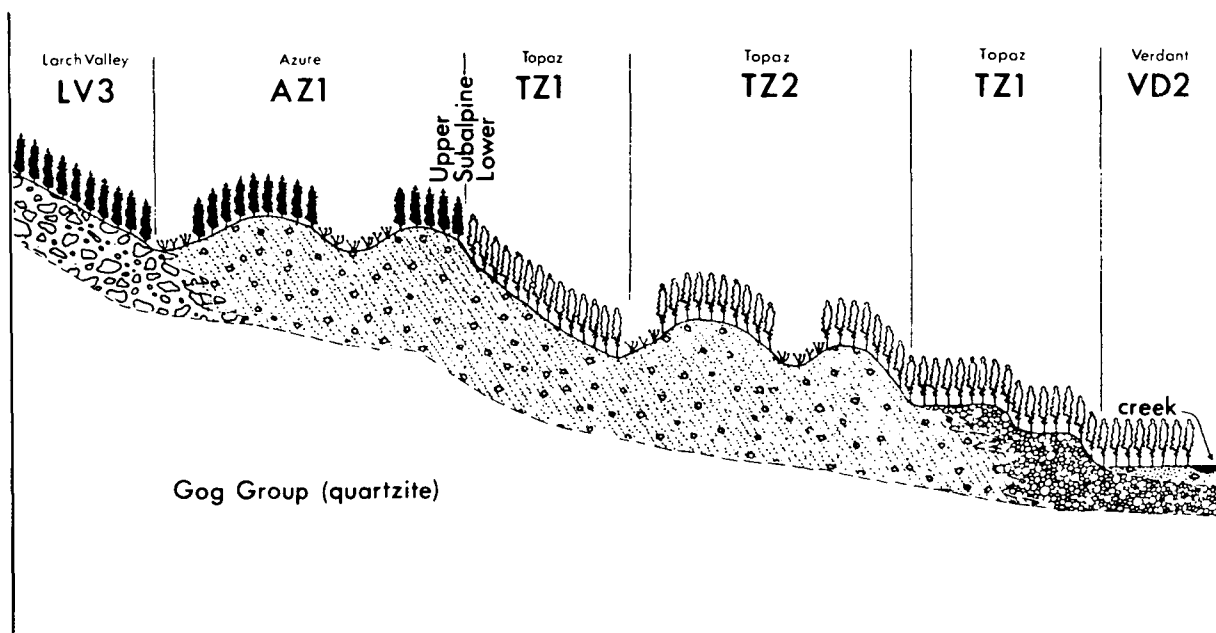 Larch Valley
LV3
Azure
AZ1
Upper
Subalpine
Lower
Topaz
TZ1
Topaz
TZ2
Topaz
TZ1
Verdant
VD2
creek
Gog Group (quartzite)